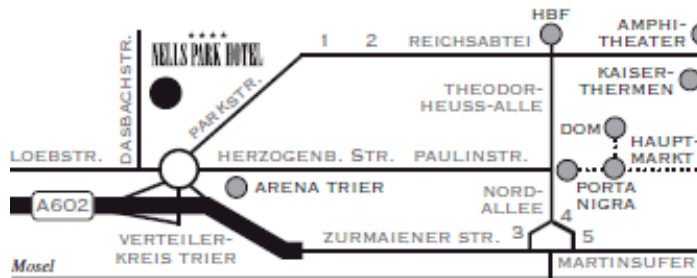 HBF
AMPHI-
THEATER
★★★★
NELLS PARK HOTEL
1 2 REICHSABTEI
KAISER-
THERMEN
DASBACHSTR.
PARKSTR.
THEODOR-
HEUSS-ALLE
DOM
HAUPT-
MARKT
LOEBSTR.
HERZOGENB. STR. PAULINSTR.
ARENA TRIER
PORTA
NIGRA
NORD-
ALLEE
A602
VERTEILER-
KREIS TRIER
ZURMAIENER STR. 3 4 5
Mosel
MARTINSUFER